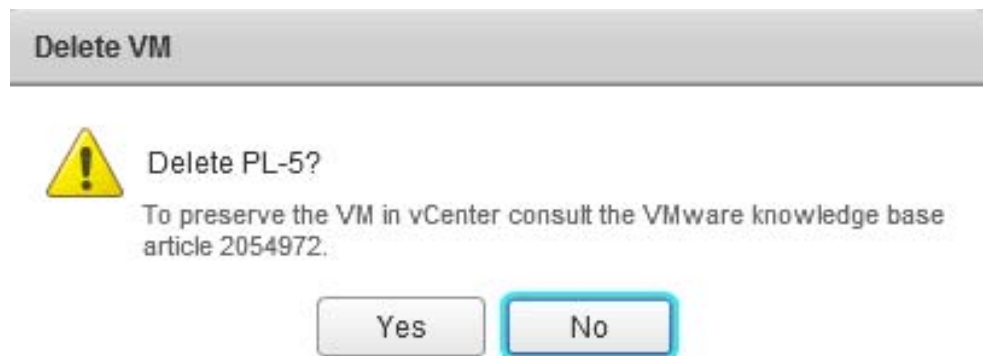 Delete VM
Delete PL-5?
To preserve the VM in vCenter consult the VMware knowledge base
article 2054972.
Yes
No